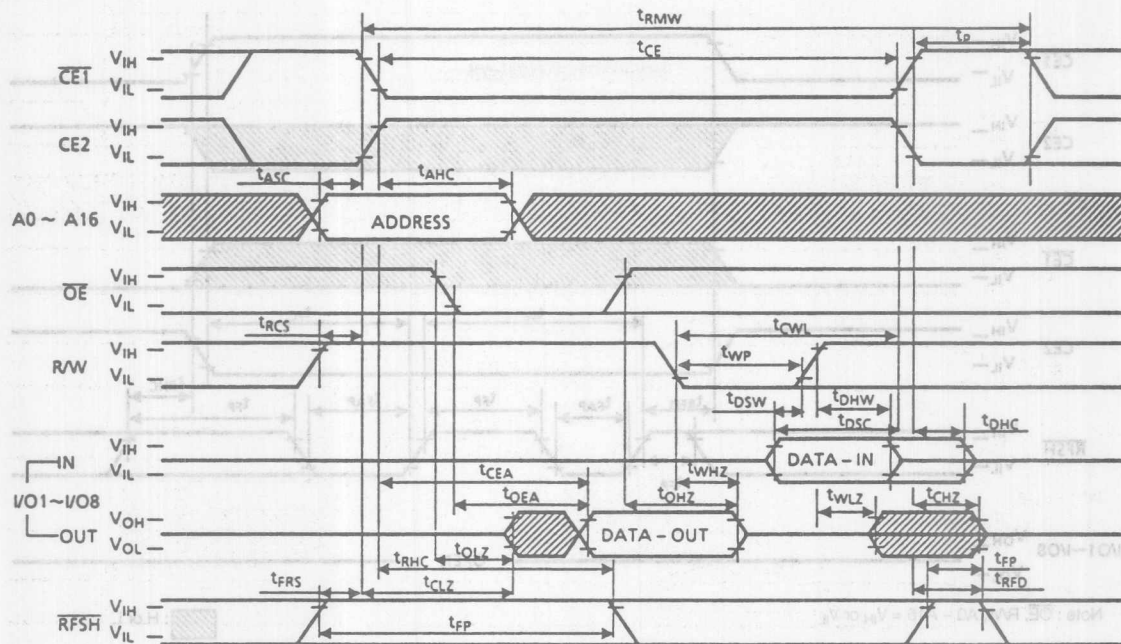 tRMW
tCE
tP
CE1
VIH
VIL
CE2
VIH
VIL
tASC
tAHC
A0 ~ A16
VIH
VIL
ADDRESS
OE
VIH
VIL
tRCS
tCWL
R/W
VIH
VIL
tWP
tDSW
tDHW
tDSC
tDHC
I/O1~I/O8
IN
VIH
VIL
DATA-IN
tCEA
tWHZ
tOEA
tOHZ
tWLZ
tCHZ
OUT
VOH
VOL
DATA-OUT
tOLZ
tFP
tRHC
tRFD
tFRS
tCLZ
RFSH
VIH
VIL
tFP